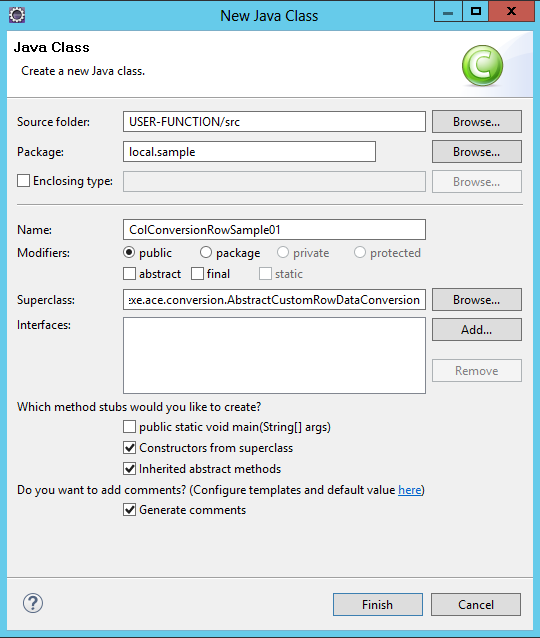 New Java Class
Java Class
Create a new Java class.
C
Source folder: USER-FUNCTION/src Browse...
Package: local.sample Browse...
Enclosing type: Browse...
Name: ColConversionRowSample01
Modifiers: public package private protected
abstract final static
Superclass: :xe.ace.conversion.AbstractCustomRowDataConversion Browse...
Interfaces: Add...
Remove
Which method stubs would you like to create?
public static void main(String[] args)
Constructors from superclass
Inherited abstract methods
Do you want to add comments? (Configure templates and default value here)
Generate comments
?
Finish Cancel